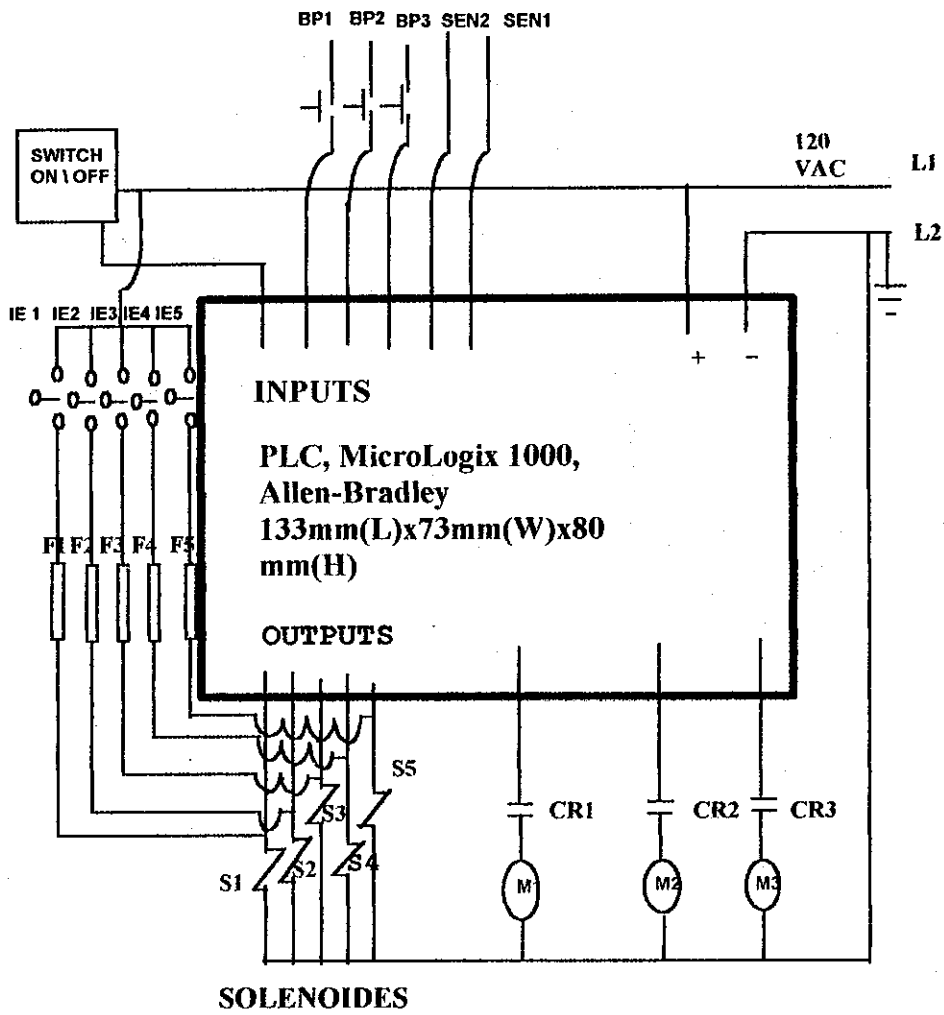 BP1 BP2 BP3 SEN2 SEN1
SWITCH
ON \ OFF
120
VAC
L1
L2
IE 1 IE2 IE3 IE4 IE5
+ −
INPUTS
PLC, MicroLogix 1000,
Allen-Bradley
133mm(L)x73mm(W)x80
mm(H)
F1 F2 F3 F4 F5
OUTPUTS
S5
S3
CR1 CR2 CR3
S1 S2 S4
M M2 M3
SOLENOIDES